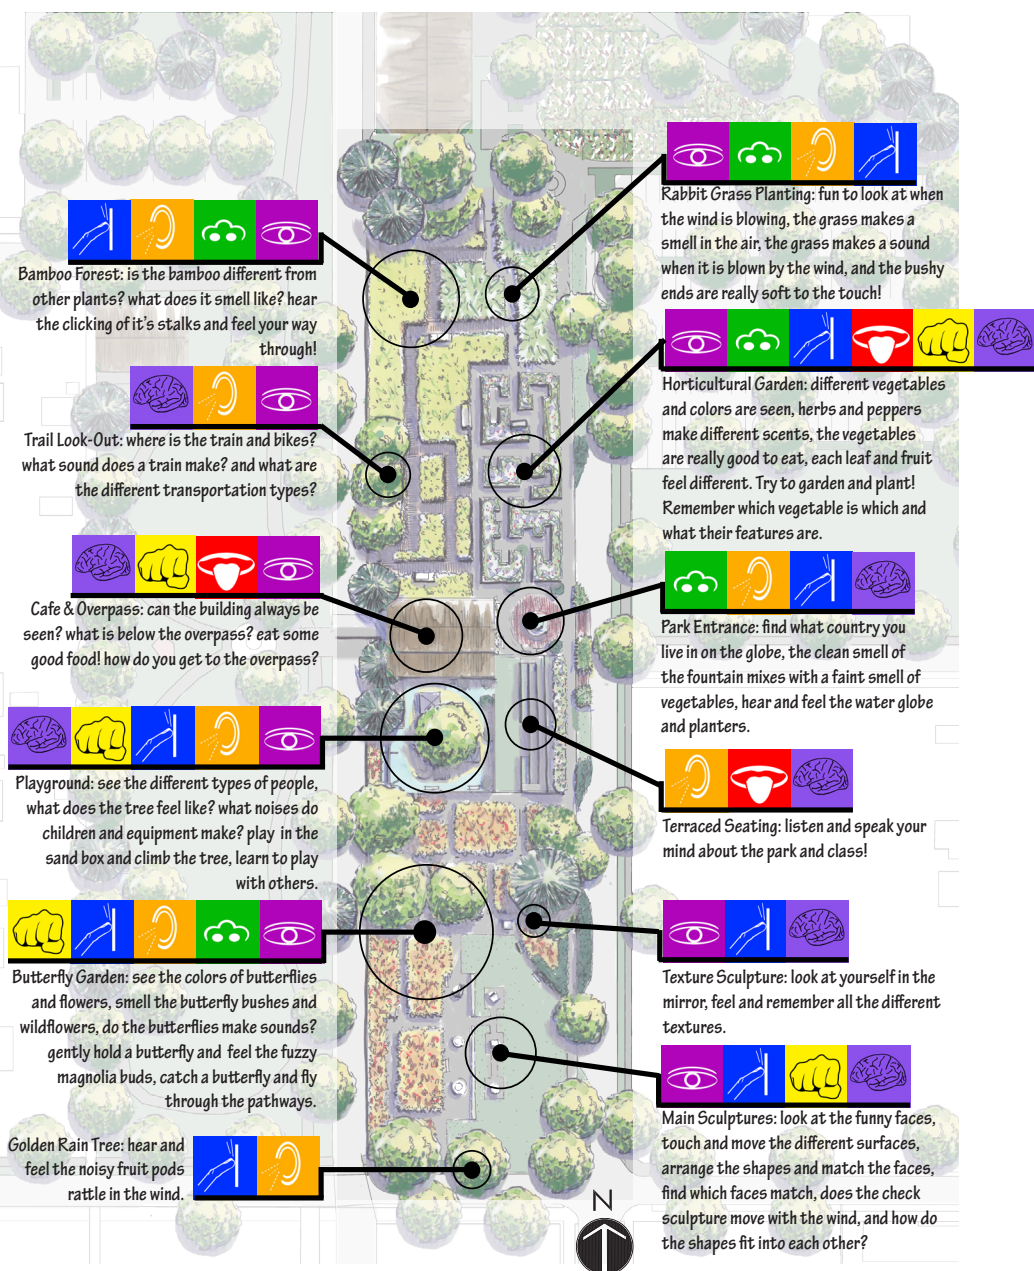 Bamboo Forest: is the bamboo different from
other plants? what does it smell like? hear
the clicking of it's stalks and feel your way
through!
Trail Look-Out: where is the train and bikes?
what sound does a train make? and what are
the different transportation types?
Cafe & Overpass: can the building always be
seen? what is below the overpass? eat some
good food! how do you get to the overpass?
Playground: see the different types of people,
what does the tree feel like? what noises do
children and equipment make? play in the
sand box and climb the tree, learn to play
with others.
Butterfly Garden: see the colors of butterflies
and flowers, smell the butterfly bushes and
wildflowers, do the butterflies make sounds?
gently hold a butterfly and feel the fuzzy
magnolia buds, catch a butterfly and fly
through the pathways.
Golden Rain Tree: hear and
feel the noisy fruit pods
rattle in the wind.
Rabbit Grass Planting: fun to look at when
the wind is blowing, the grass makes a
smell in the air, the grass makes a sound
when it is blown by the wind, and the bushy
ends are really soft to the touch!
Horticultural Garden: different vegetables
and colors are seen, herbs and peppers
make different scents, the vegetables
are really good to eat, each leaf and fruit
feel different. Try to garden and plant!
Remember which vegetable is which and
what their features are.
Park Entrance: find what country you
live in on the globe, the clean smell of
the fountain mixes with a faint smell of
vegetables, hear and feel the water globe
and planters.
Terraced Seating: listen and speak your
mind about the park and class!
Texture Sculpture: look at yourself in the
mirror, feel and remember all the different
textures.
Main Sculptures: look at the funny faces,
touch and move the different surfaces,
arrange the shapes and match the faces,
find which faces match, does the check
sculpture move with the wind, and how do
the shapes fit into each other?
N